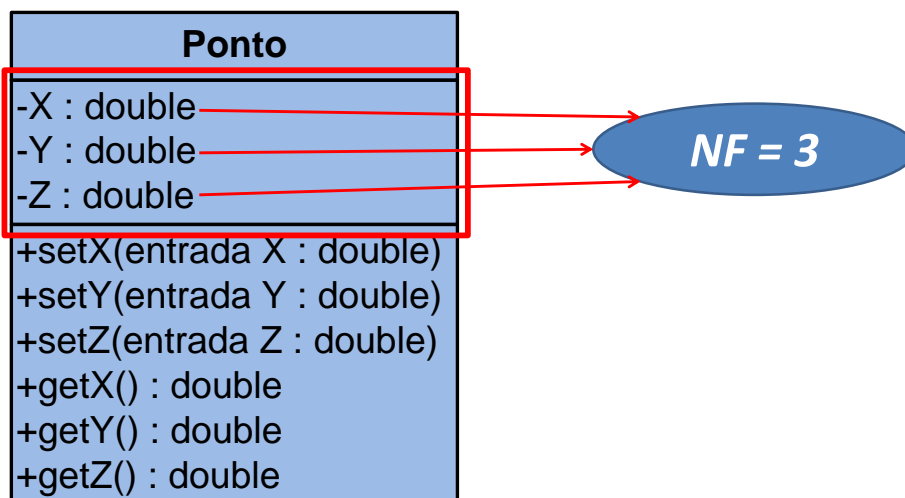 Ponto
-X : double
-Y : double
-Z : double
NF = 3
+setX(entrada X : double)
+setY(entrada Y : double)
+setZ(entrada Z : double)
+getX() : double
+getY() : double
+getZ() : double